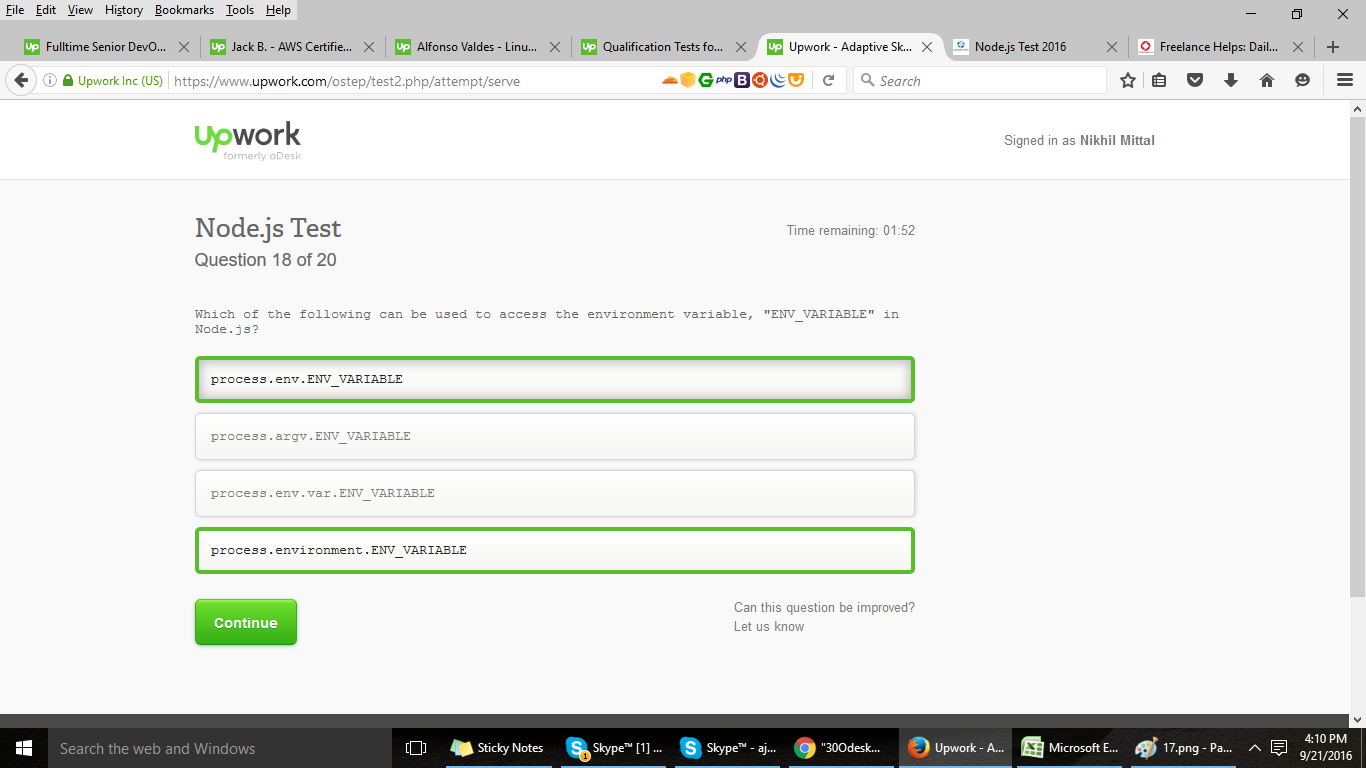 File Edit View History Bookmarks Tools Help
Fulltime Senior DevO... Jack B. - AWS Certifie... Alfonso Valdes - Linu... Qualification Tests fo... Upwork - Adaptive Sk... Node.js Test 2016 Freelance Helps: Dail...
Upwork Inc (US) https://www.upwork.com/ostep/test2.php/attempt/serve php B Search
upwork
formerly oDesk
Signed in as Nikhil Mittal
Node.js Test
Time remaining: 01:52
Question 18 of 20
Which of the following can be used to access the environment variable, "ENV_VARIABLE" in
Node.js?
process.env.ENV_VARIABLE
process.argv.ENV_VARIABLE
process.env.var.ENV_VARIABLE
process.environment.ENV_VARIABLE
Continue
Can this question be improved?
Let us know
Search the web and Windows Sticky Notes Skype™ [1] ... Skype™ - aj... "30Odesk... Upwork - A... Microsoft E... 17.png - Pa... 4:10 PM
9/21/2016